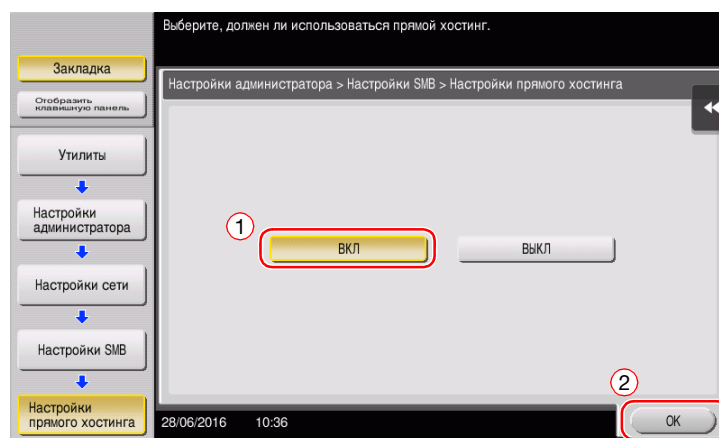 Выберите, должен ли использоваться прямой хостинг.
Закладка
Отобразить
клавишную панель
Настройки администратора > Настройки SMB > Настройки прямого хостинга
Утилиты
Настройки
администратора
1
ВКЛ
ВЫКЛ
Настройки сети
Настройки SMB
2
Настройки
прямого хостинга
28/06/2016 10:36
OK